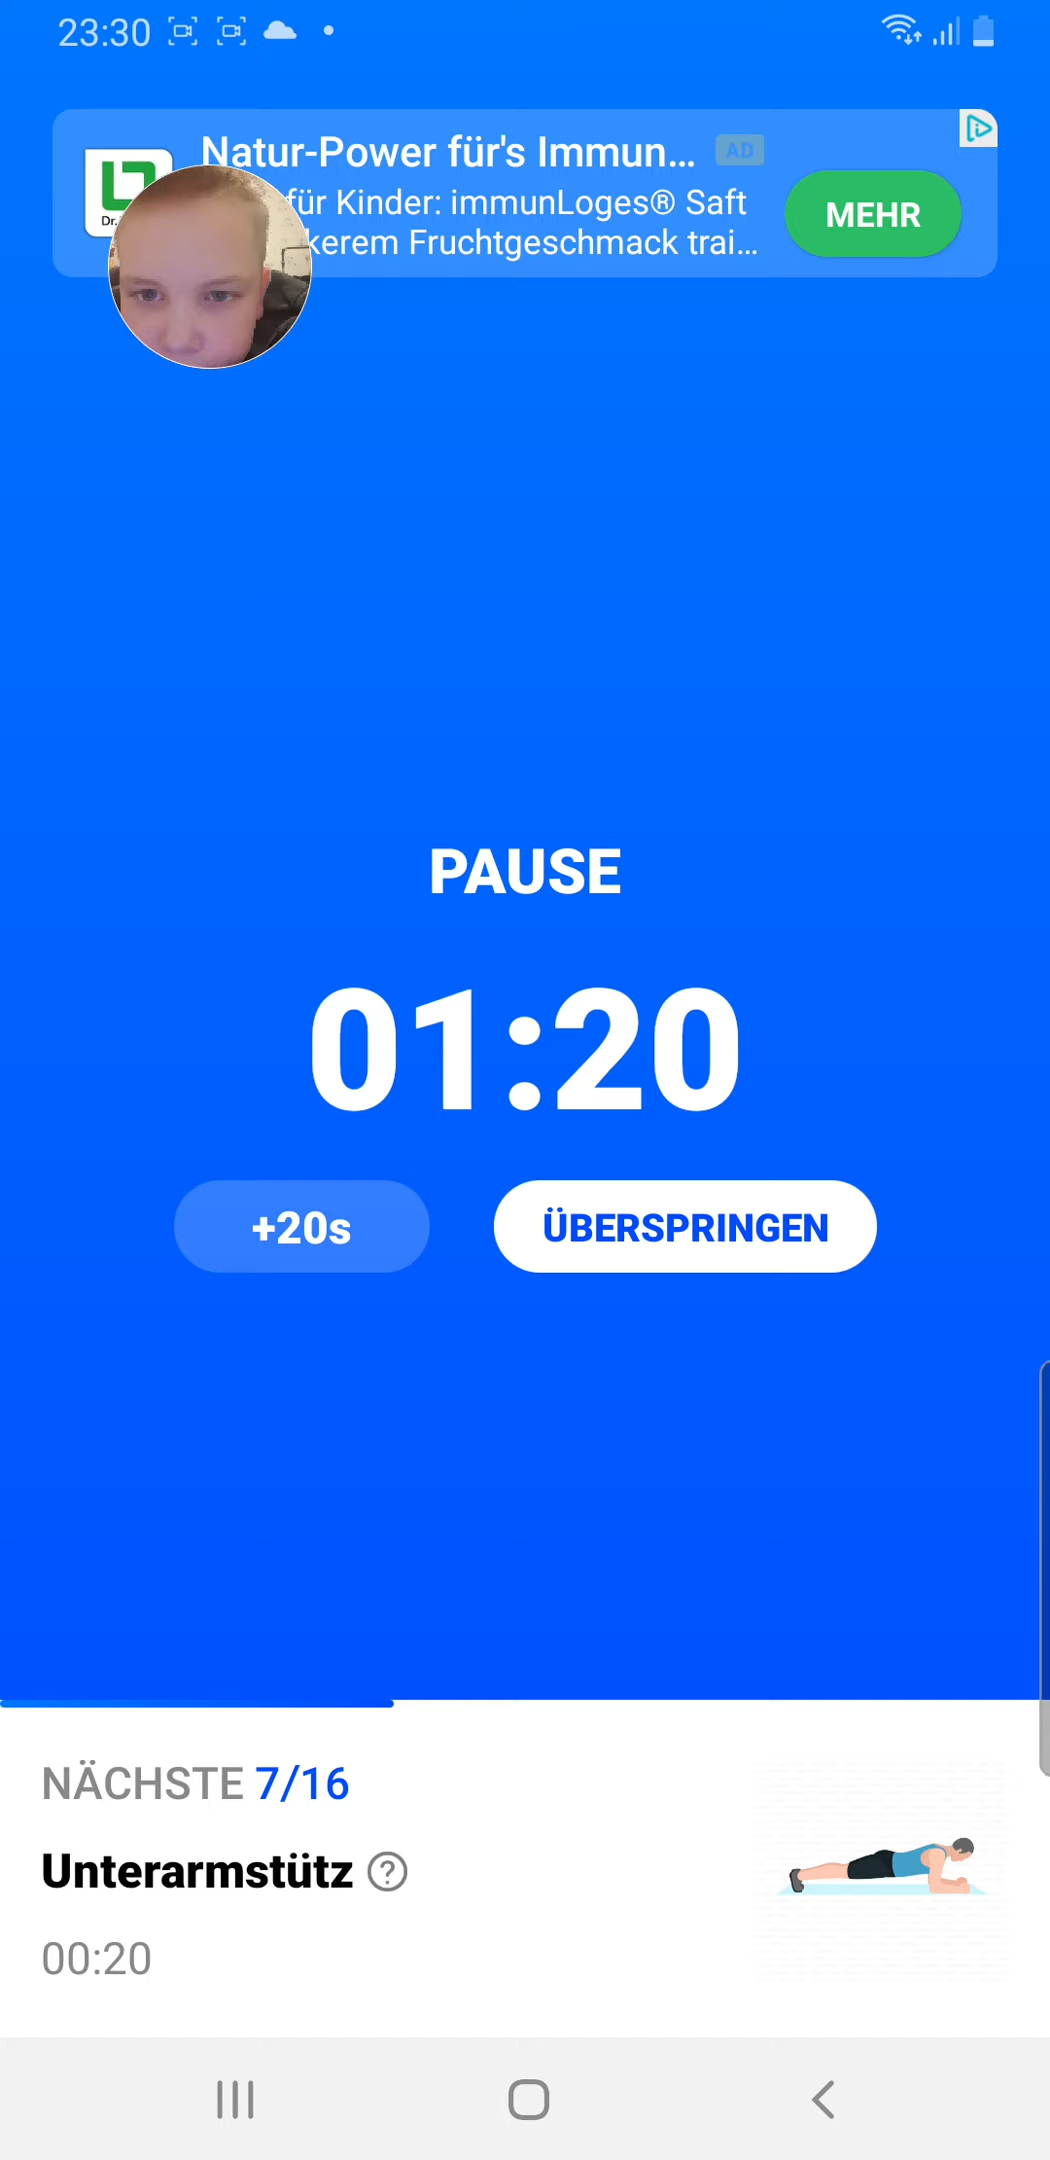 23:30
Natur-Power für's Immun... AD
Dr.
für Kinder: immunLoges® Saft
kerem Fruchtgeschmack trai...
MEHR
PAUSE
01:20
+20s
ÜBERSPRINGEN
NÄCHSTE 7/16
Unterarmstütz ?
00:20